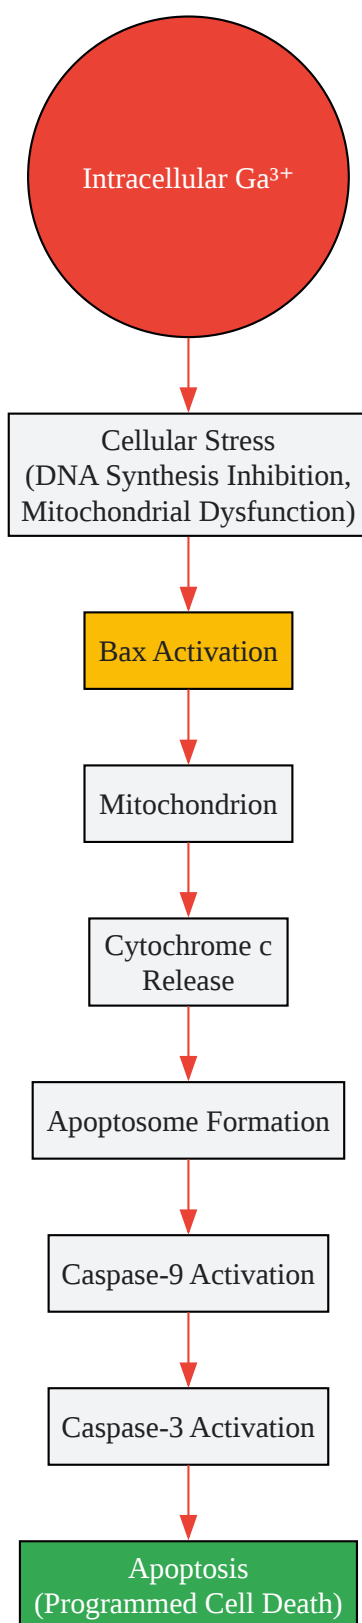 Intracellular Ga³⁺
Cellular Stress
(DNA Synthesis Inhibition,
Mitochondrial Dysfunction)
Bax Activation
Mitochondrion
Cytochrome c
Release
Apoptosome Formation
Caspase-9 Activation
Caspase-3 Activation
Apoptosis
(Programmed Cell Death)